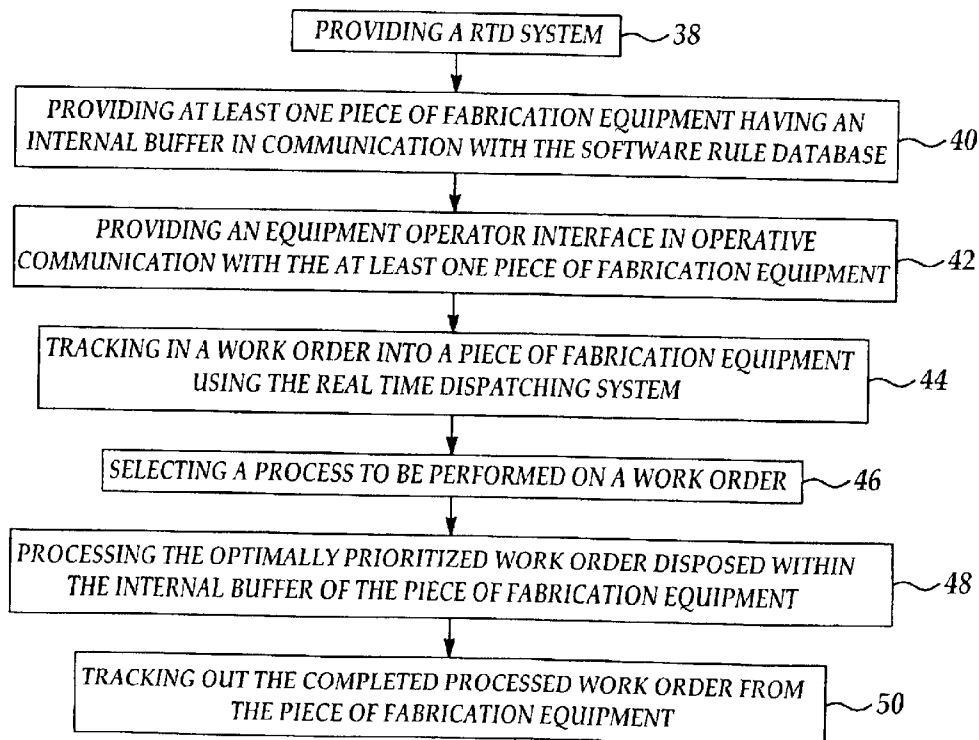 PROVIDING A RTD SYSTEM 38
PROVIDING AT LEAST ONE PIECE OF FABRICATION EQUIPMENT HAVING AN
INTERNAL BUFFER IN COMMUNICATION WITH THE SOFTWARE RULE DATABASE 40
PROVIDING AN EQUIPMENT OPERATOR INTERFACE IN OPERATIVE
COMMUNICATION WITH THE AT LEAST ONE PIECE OF FABRICATION EQUIPMENT 42
TRACKING IN A WORK ORDER INTO A PIECE OF FABRICATION EQUIPMENT
USING THE REAL TIME DISPATCHING SYSTEM 44
SELECTING A PROCESS TO BE PERFORMED ON A WORK ORDER 46
PROCESSING THE OPTIMALLY PRIORITIZED WORK ORDER DISPOSED WITHIN
THE INTERNAL BUFFER OF THE PIECE OF FABRICATION EQUIPMENT 48
TRACKING OUT THE COMPLETED PROCESSED WORK ORDER FROM
THE PIECE OF FABRICATION EQUIPMENT 50